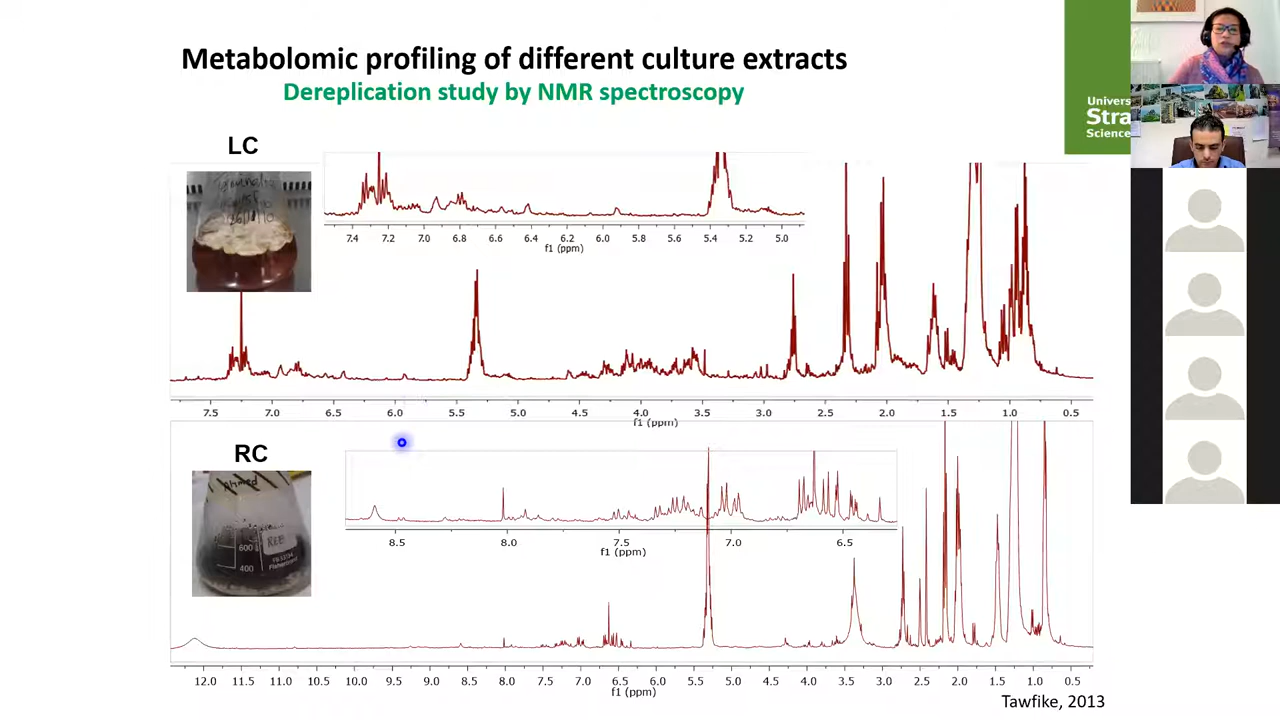 Metabolomic profiling of different culture extracts
Dereplication study by NMR spectroscopy
Univers
Stra
Science
LC
7.4 7.2 7.0 6.8 6.6 6.4 6.2 6.0 5.8 5.6 5.4 5.2 5.0
f1 (ppm)
7.5 7.0 6.5 6.0 5.5 5.0 4.5 4.0 3.5 3.0 2.5 2.0 1.5 1.0 0.5
f1 (ppm)
RC
Ahmed
REB
600
400
8.5 8.0 7.5 7.0 6.5
f1 (ppm)
12.0 11.5 11.0 10.5 10.0 9.5 9.0 8.5 8.0 7.5 7.0 6.5 6.0 5.5 5.0 4.5 4.0 3.5 3.0 2.5 2.0 1.5 1.0 0.5
f1 (ppm)
Tawfike, 2013